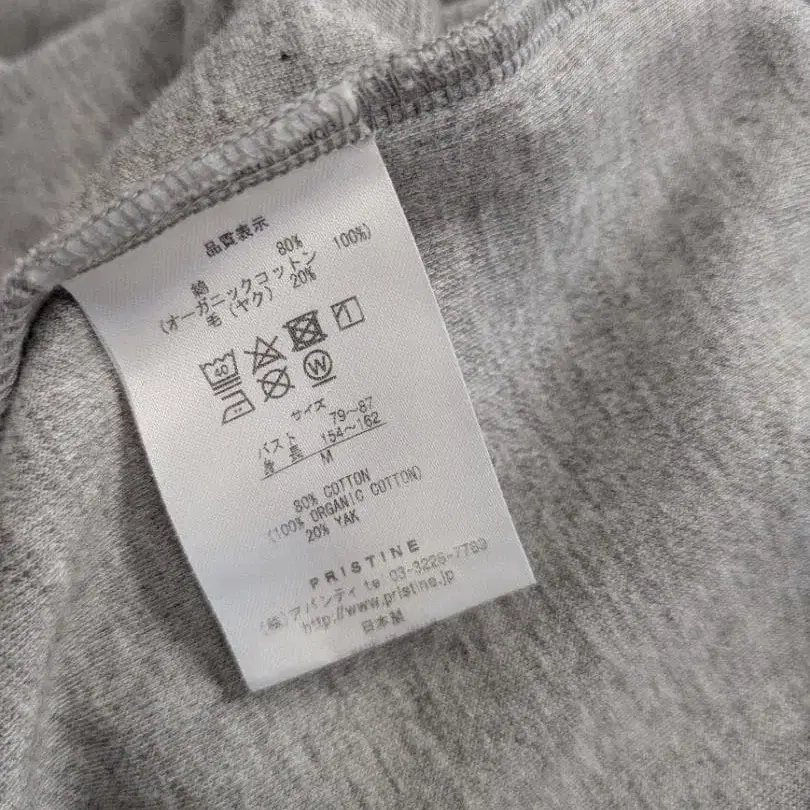 品質表示
綿 80%
(オーガニックコットン 100%)
毛(ヤク) 20%
40
W
サイズ
バスト 79～87
身 長 154～162
M
80% COTTON
(100% ORGANIC COTTON)
20% YAK
PRISTINE
(株)アバンティ te 03-3226-7789
http://www.pristine.jp
日本製